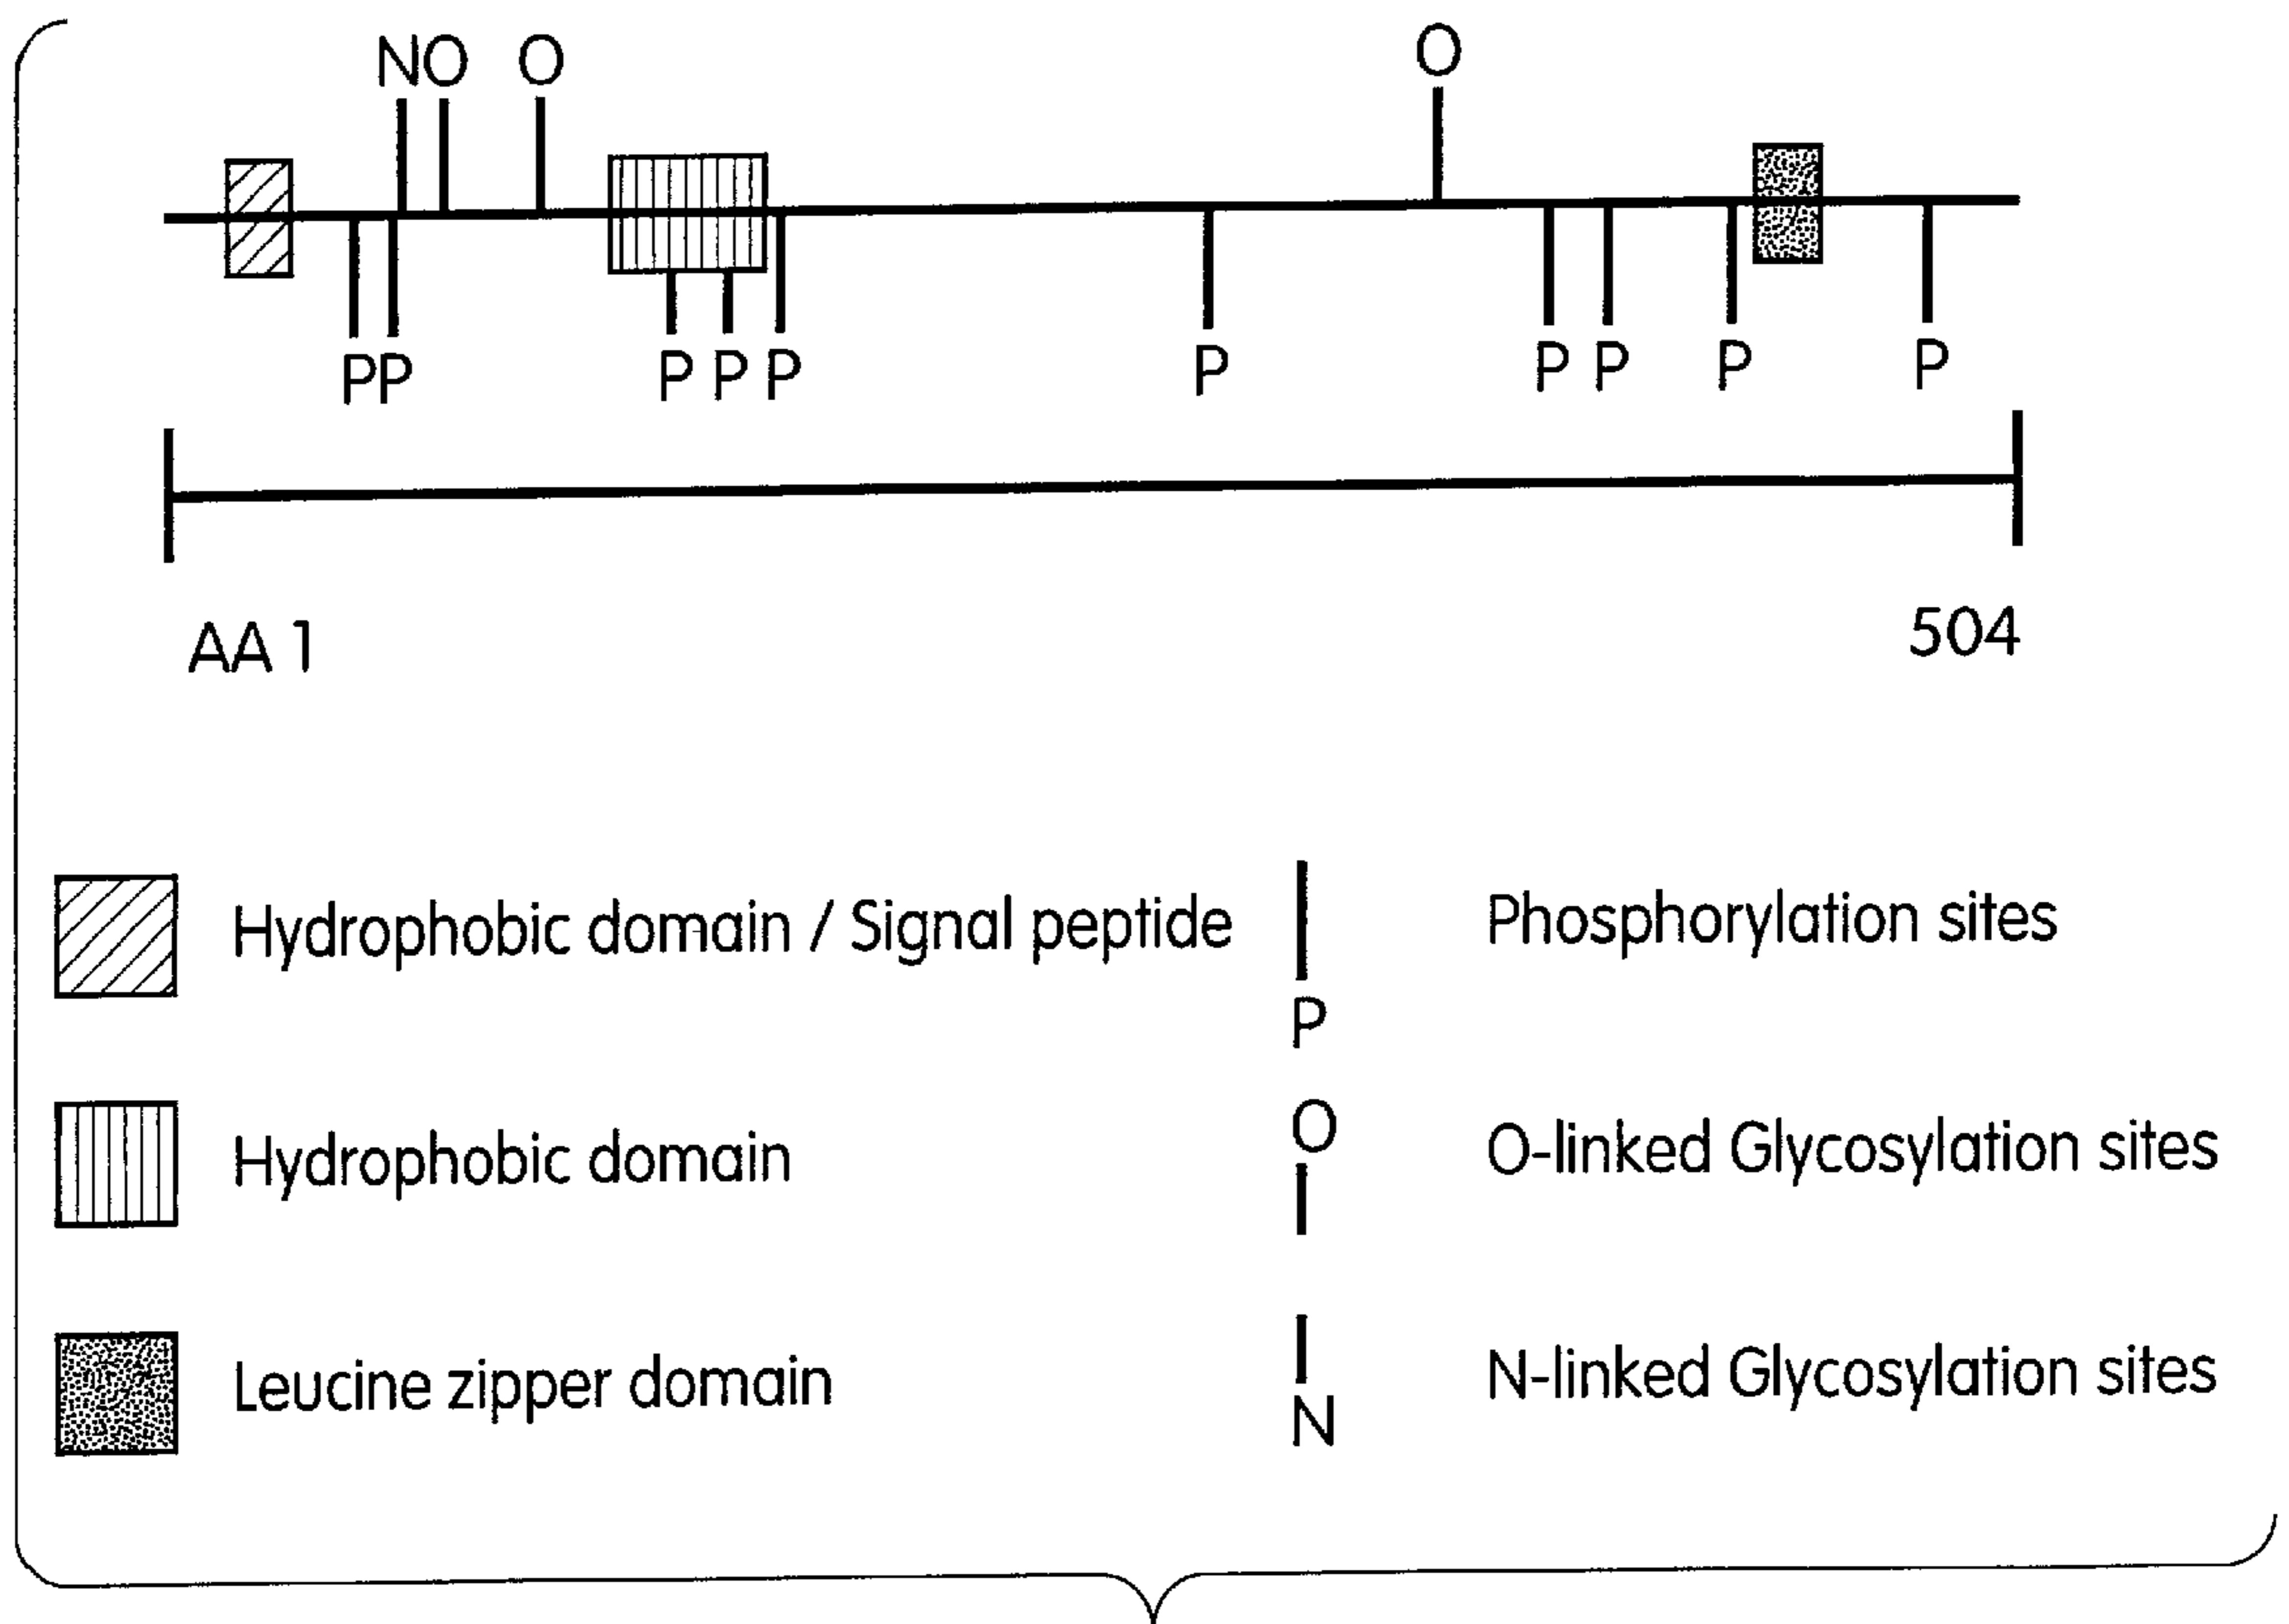 NO O O
PP P P P P P P P P
AA 1 504
Hydrophobic domain / Signal peptide
P
Phosphorylation sites
Hydrophobic domain
O
O-linked Glycosylation sites
Leucine zipper domain
N
N-linked Glycosylation sites